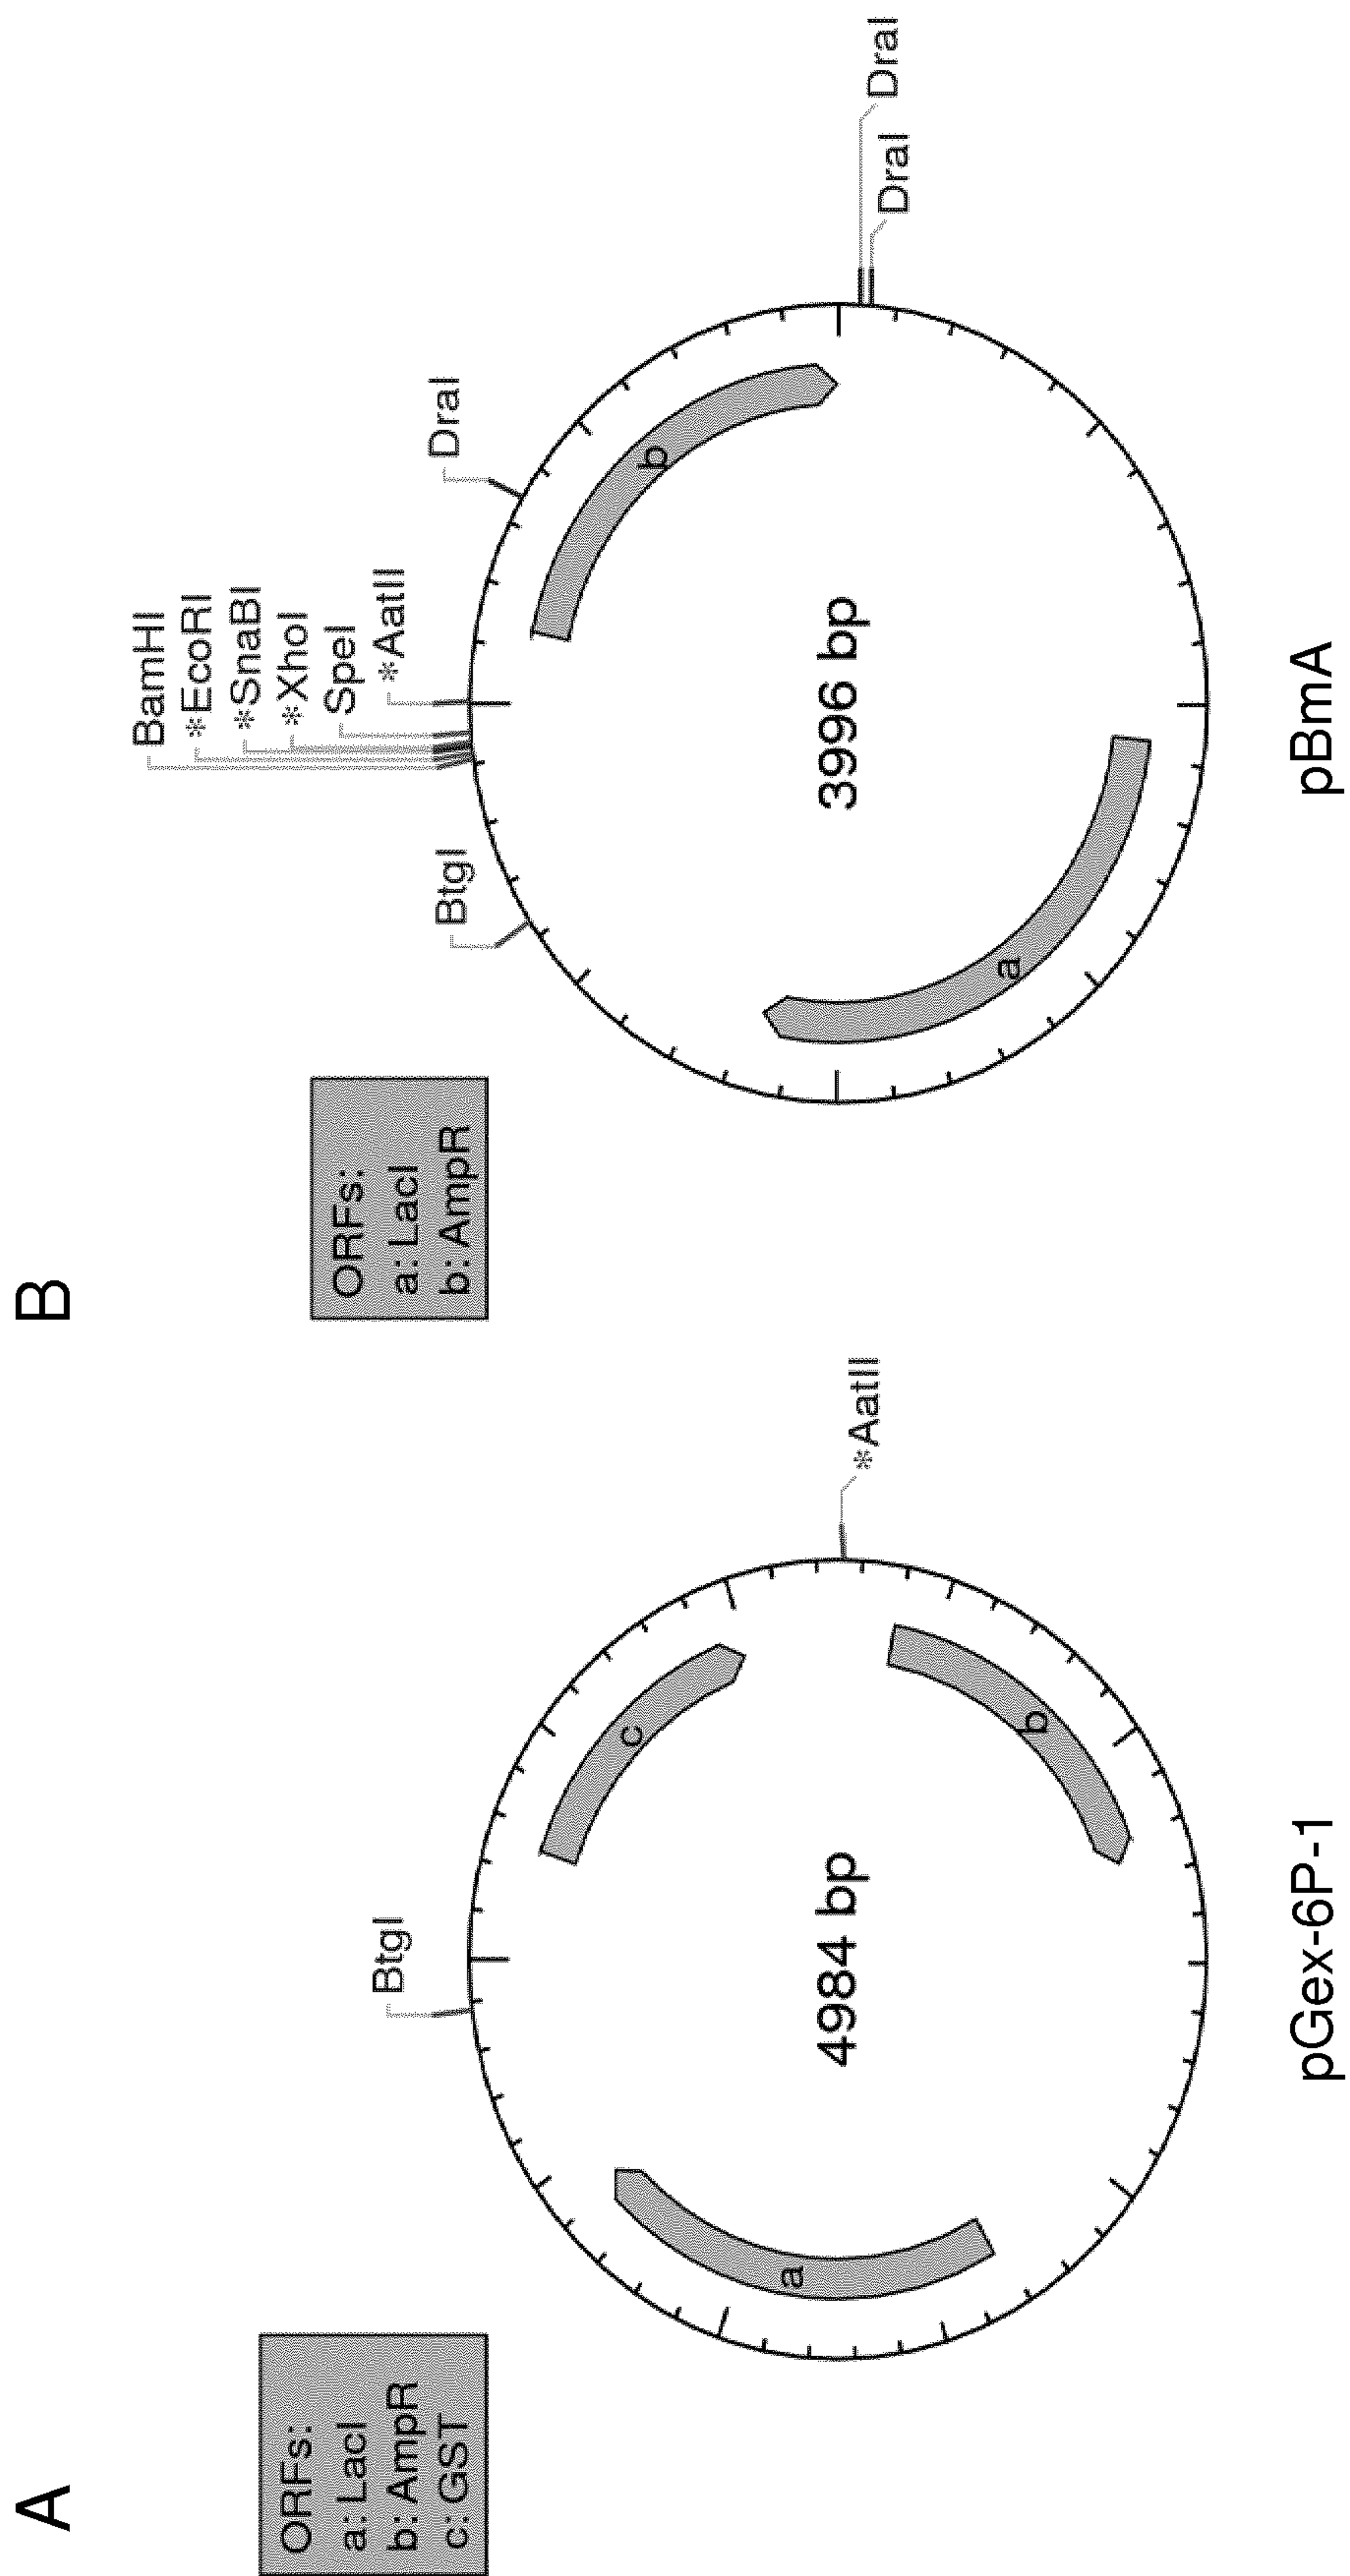 A
ORFs:
a: LacI
b: AmpR
c: GST
BtgI
*AatII
c
b
a
4984 bp
pGex-6P-1
B
ORFs:
a: LacI
b: AmpR
BtgI
BamHI
*EcoRI
*SnaBI
*XhoI
SpeI
*AatII
DraI
DraI
DraI
b
a
3996 bp
pBmA